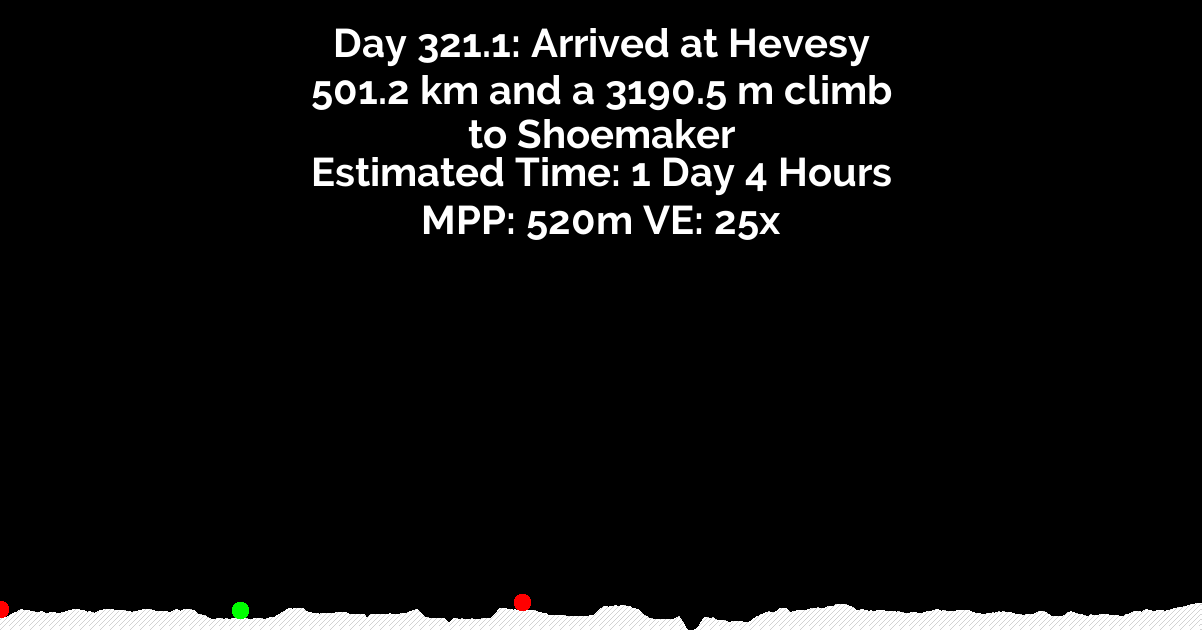 Day 321.1: Arrived at Hevesy
501.2 km and a 3190.5 m climb
to Shoemaker
Estimated Time: 1 Day 4 Hours
MPP: 520m VE: 25x